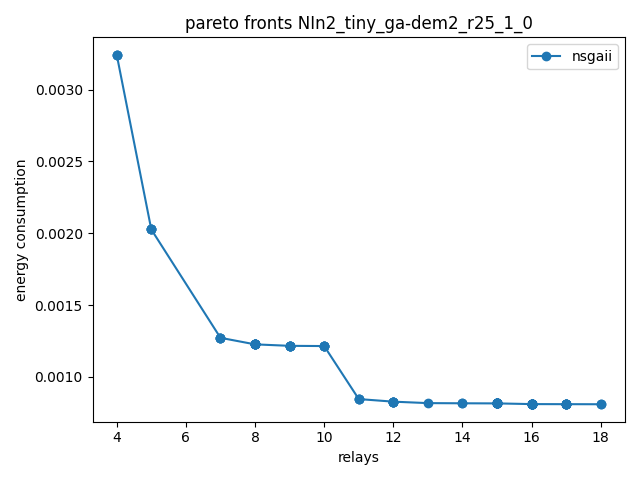 pareto fronts NIn2_tiny_ga-dem2_r25_1_0
nsgaii
energy consumption
0.0030
0.0025
0.0020
0.0015
0.0010
4 6 8 10 12 14 16 18
relays